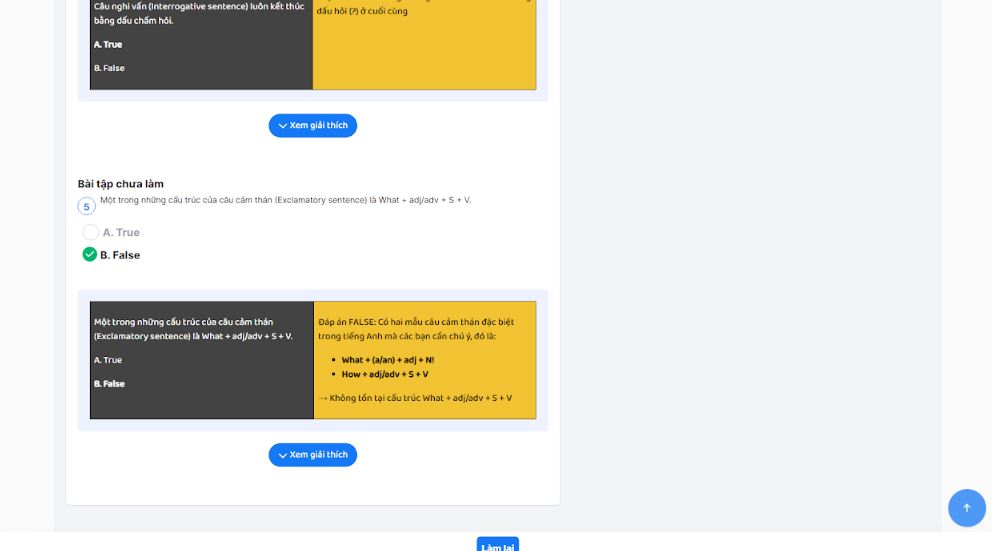 Câu nghi vấn (Interrogative sentence) luôn kết thúc
bằng dấu chấm hỏi.
A. True
B. False
dấu hỏi (?) ở cuối cùng
Xem giải thích
Bài tập chưa làm
5 Một trong những cấu trúc của câu cảm thán (Exclamatory sentence) là What + adj/adv + S + V.
A. True
B. False
Một trong những cấu trúc của câu cảm thán
(Exclamatory sentence) là What + adj/adv + S + V.
A. True
B. False
Đáp án FALSE: Có hai mẫu câu cảm thán đặc biệt
trong tiếng Anh mà các bạn cần chú ý, đó là:
• What + (a/an) + adj + N!
• How + adj/adv + S + V
→ Không tồn tại cấu trúc What + adj/adv + S + V
Xem giải thích
Làm lại